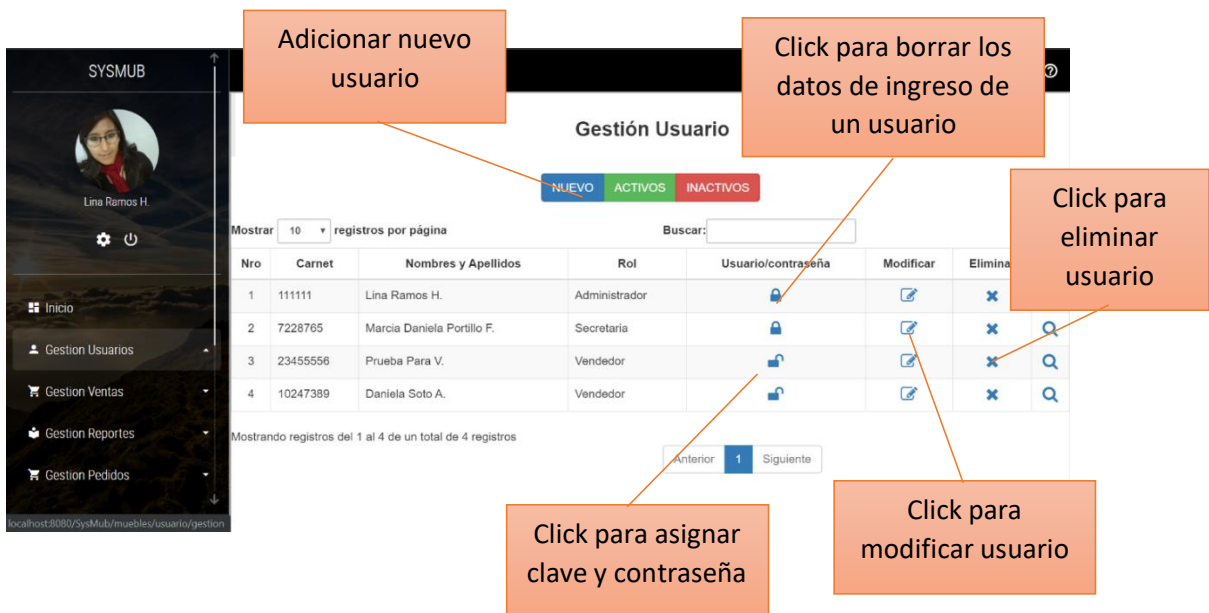 Adicionar nuevo
usuario
Click para borrar los
datos de ingreso de
un usuario
SYSMUB
Gestión Usuario
Lina Ramos H.
NUEVO ACTIVOS INACTIVOS
Click para
eliminar
usuario
Mostrar 10 registros por página Buscar:
Nro Carnet Nombres y Apellidos Rol Usuario/contraseña Modificar Elimina
1 111111 Lina Ramos H. Administrador
2 7228765 Marcia Daniela Portillo F. Secretaria
3 23455556 Prueba Para V. Vendedor
4 10247389 Daniela Soto A. Vendedor
Mostrando registros del 1 al 4 de un total de 4 registros
Anterior 1 Siguiente
Inicio
Gestion Usuarios
Gestion Ventas
Gestion Reportes
Gestion Pedidos
localhost:8080/SysMub/muebles/usuario/gestion
Click para asignar
clave y contraseña
Click para
modificar usuario